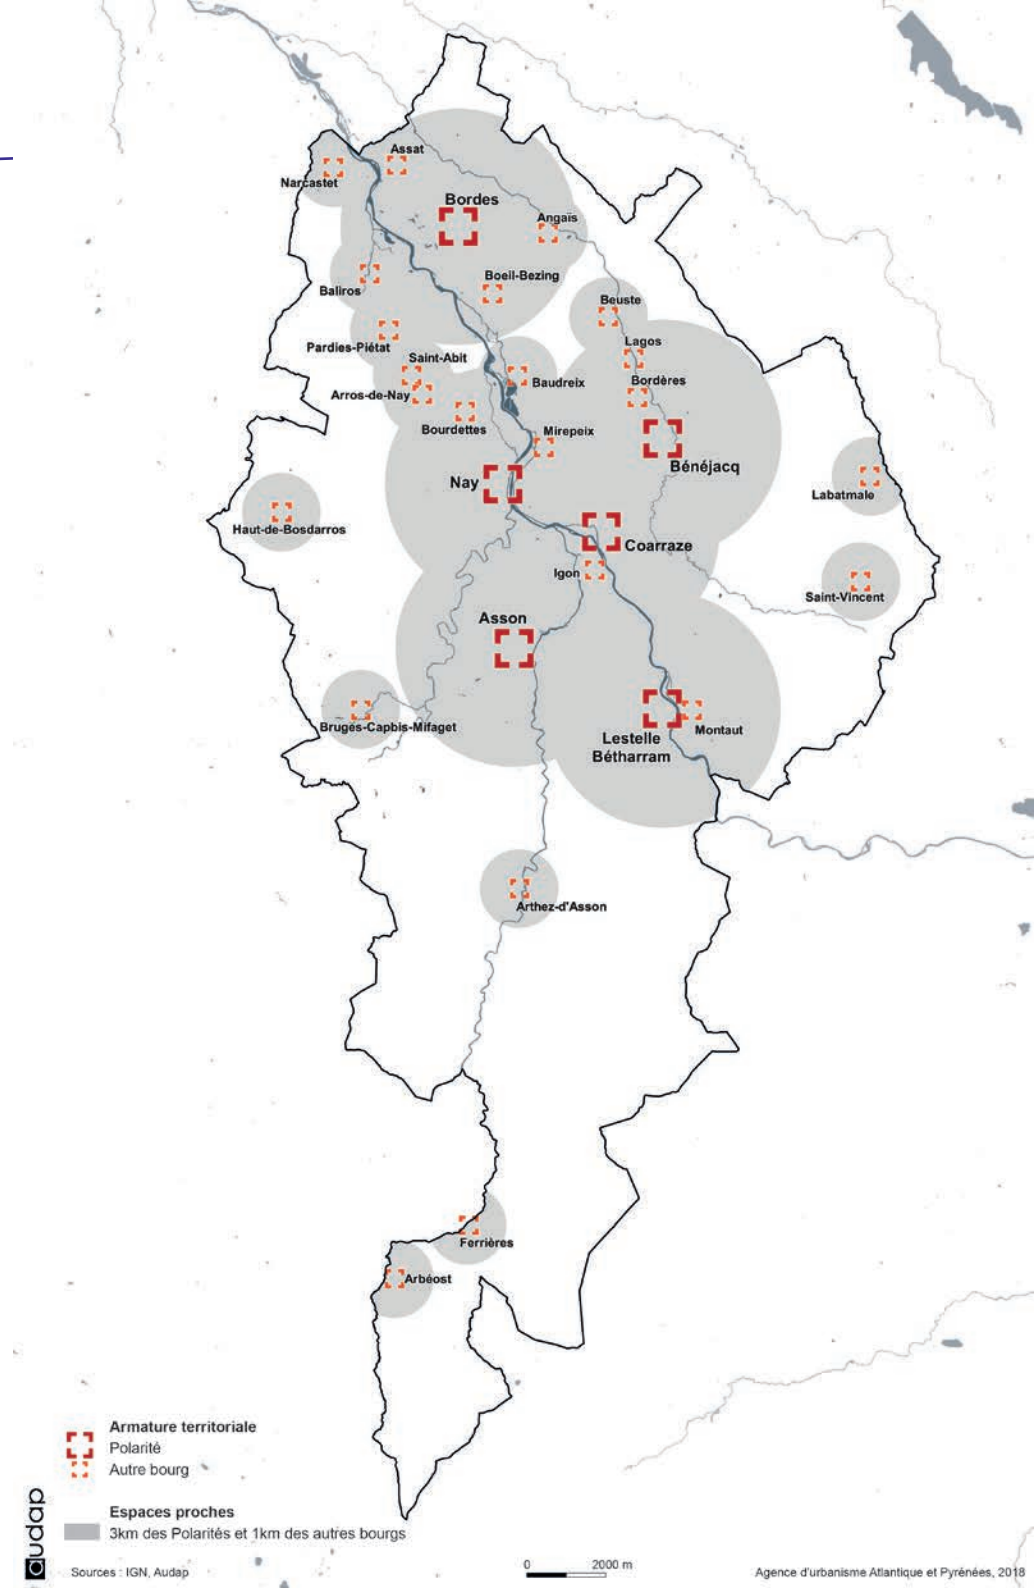 Assat
Narcastet
Bordes
Angaïs
Boeil-Bezing
Baliros
Beuste
Pardies-Piétat
Lagos
Saint-Abit
Bordères
Baudreix
Arros-de-Nay
Bourdettes
Mirepeix
Bénéjacq
Nay
Labatmale
Haut-de-Bosdarros
Coarraze
Igon
Saint-Vincent
Asson
Bruges-Capbis-Mifaget
Montaut
Lestelle
Bétharram
Arthez-d'Asson
Ferrières
Arbéost
Armature territoriale
Polarité
Autre bourg
Espaces proches
3km des Polarités et 1km des autres bourgs
audap
Sources : IGN, Audap
0 2000 m
Agence d'urbanisme Atlantique et Pyrénées, 2018